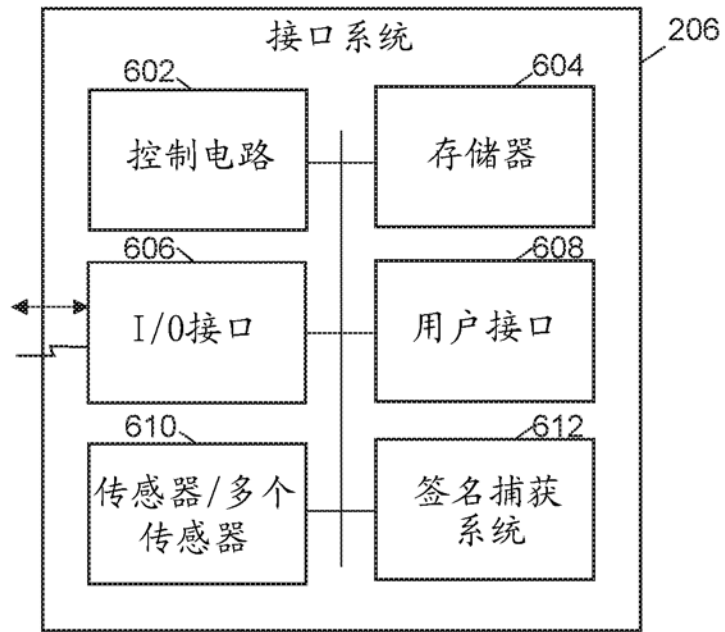 接口系统
206
602
604
控制电路
存储器
606
608
I/O接口
用户接口
610
612
传感器/多个
传感器
签名捕获
系统